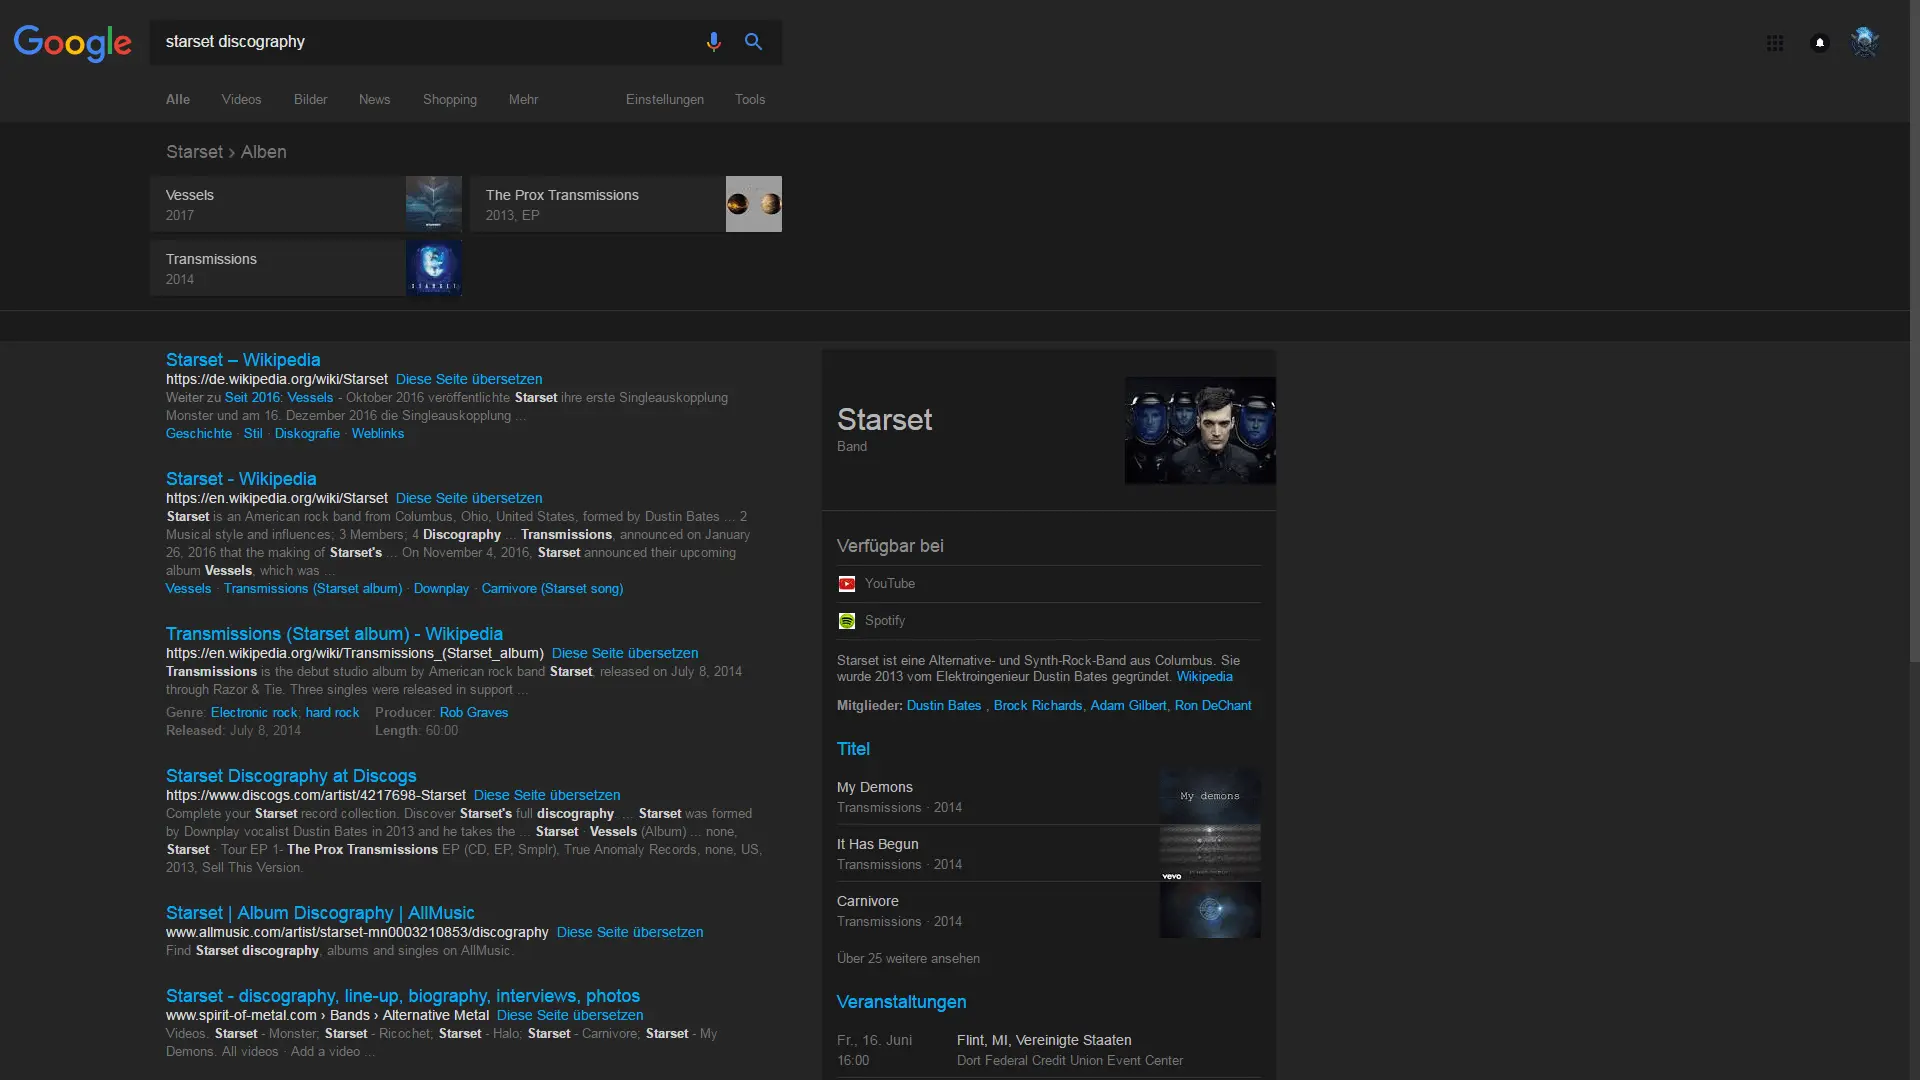 Google
starset discography
Alle Videos Bilder News Shopping Mehr Einstellungen Tools
Starset › Alben
Vessels
2017
The Prox Transmissions
2013, EP
Transmissions
2014
STARSET
Starset – Wikipedia
https://de.wikipedia.org/wiki/Starset Diese Seite übersetzen
Weiter zu Seit 2016: Vessels - Oktober 2016 veröffentlichte Starset ihre erste Singleauskopplung
Monster und am 16. Dezember 2016 die Singleauskopplung ...
Geschichte · Stil · Diskografie · Weblinks
Starset - Wikipedia
https://en.wikipedia.org/wiki/Starset Diese Seite übersetzen
Starset is an American rock band from Columbus, Ohio, United States, formed by Dustin Bates ... 2
Musical style and influences; 3 Members; 4 Discography ... Transmissions, announced on January
26, 2016 that the making of Starset's ... On November 4, 2016, Starset announced their upcoming
album Vessels, which was ...
Vessels · Transmissions (Starset album) · Downplay · Carnivore (Starset song)
Transmissions (Starset album) - Wikipedia
https://en.wikipedia.org/wiki/Transmissions_(Starset_album) Diese Seite übersetzen
Transmissions is the debut studio album by American rock band Starset, released on July 8, 2014
through Razor & Tie. Three singles were released in support ...
Genre: Electronic rock; hard rock Producer: Rob Graves
Released: July 8, 2014 Length: 60:00
Starset Discography at Discogs
https://www.discogs.com/artist/4217698-Starset Diese Seite übersetzen
Complete your Starset record collection. Discover Starset's full discography. ... Starset was formed
by Downplay vocalist Dustin Bates in 2013 and he takes the ... Starset · Vessels (Album) ... none,
Starset · Tour EP 1- The Prox Transmissions EP (CD, EP, Smplr), True Anomaly Records, none, US,
2013, Sell This Version.
Starset | Album Discography | AllMusic
www.allmusic.com/artist/starset-mn0003210853/discography Diese Seite übersetzen
Find Starset discography, albums and singles on AllMusic.
Starset - discography, line-up, biography, interviews, photos
www.spirit-of-metal.com › Bands › Alternative Metal Diese Seite übersetzen
Videos. Starset - Monster; Starset - Ricochet; Starset - Halo; Starset - Carnivore; Starset - My
Demons. All videos · Add a video ...
Starset
Band
Verfügbar bei
YouTube
Spotify
Starset ist eine Alternative- und Synth-Rock-Band aus Columbus. Sie
wurde 2013 vom Elektroingenieur Dustin Bates gegründet. Wikipedia
Mitglieder: Dustin Bates , Brock Richards, Adam Gilbert, Ron DeChant
Titel
My Demons
Transmissions · 2014
My demons
It Has Begun
Transmissions · 2014
vevo
Carnivore
Transmissions · 2014
Über 25 weitere ansehen
Veranstaltungen
Fr., 16. Juni Flint, MI, Vereinigte Staaten
16:00 Dort Federal Credit Union Event Center